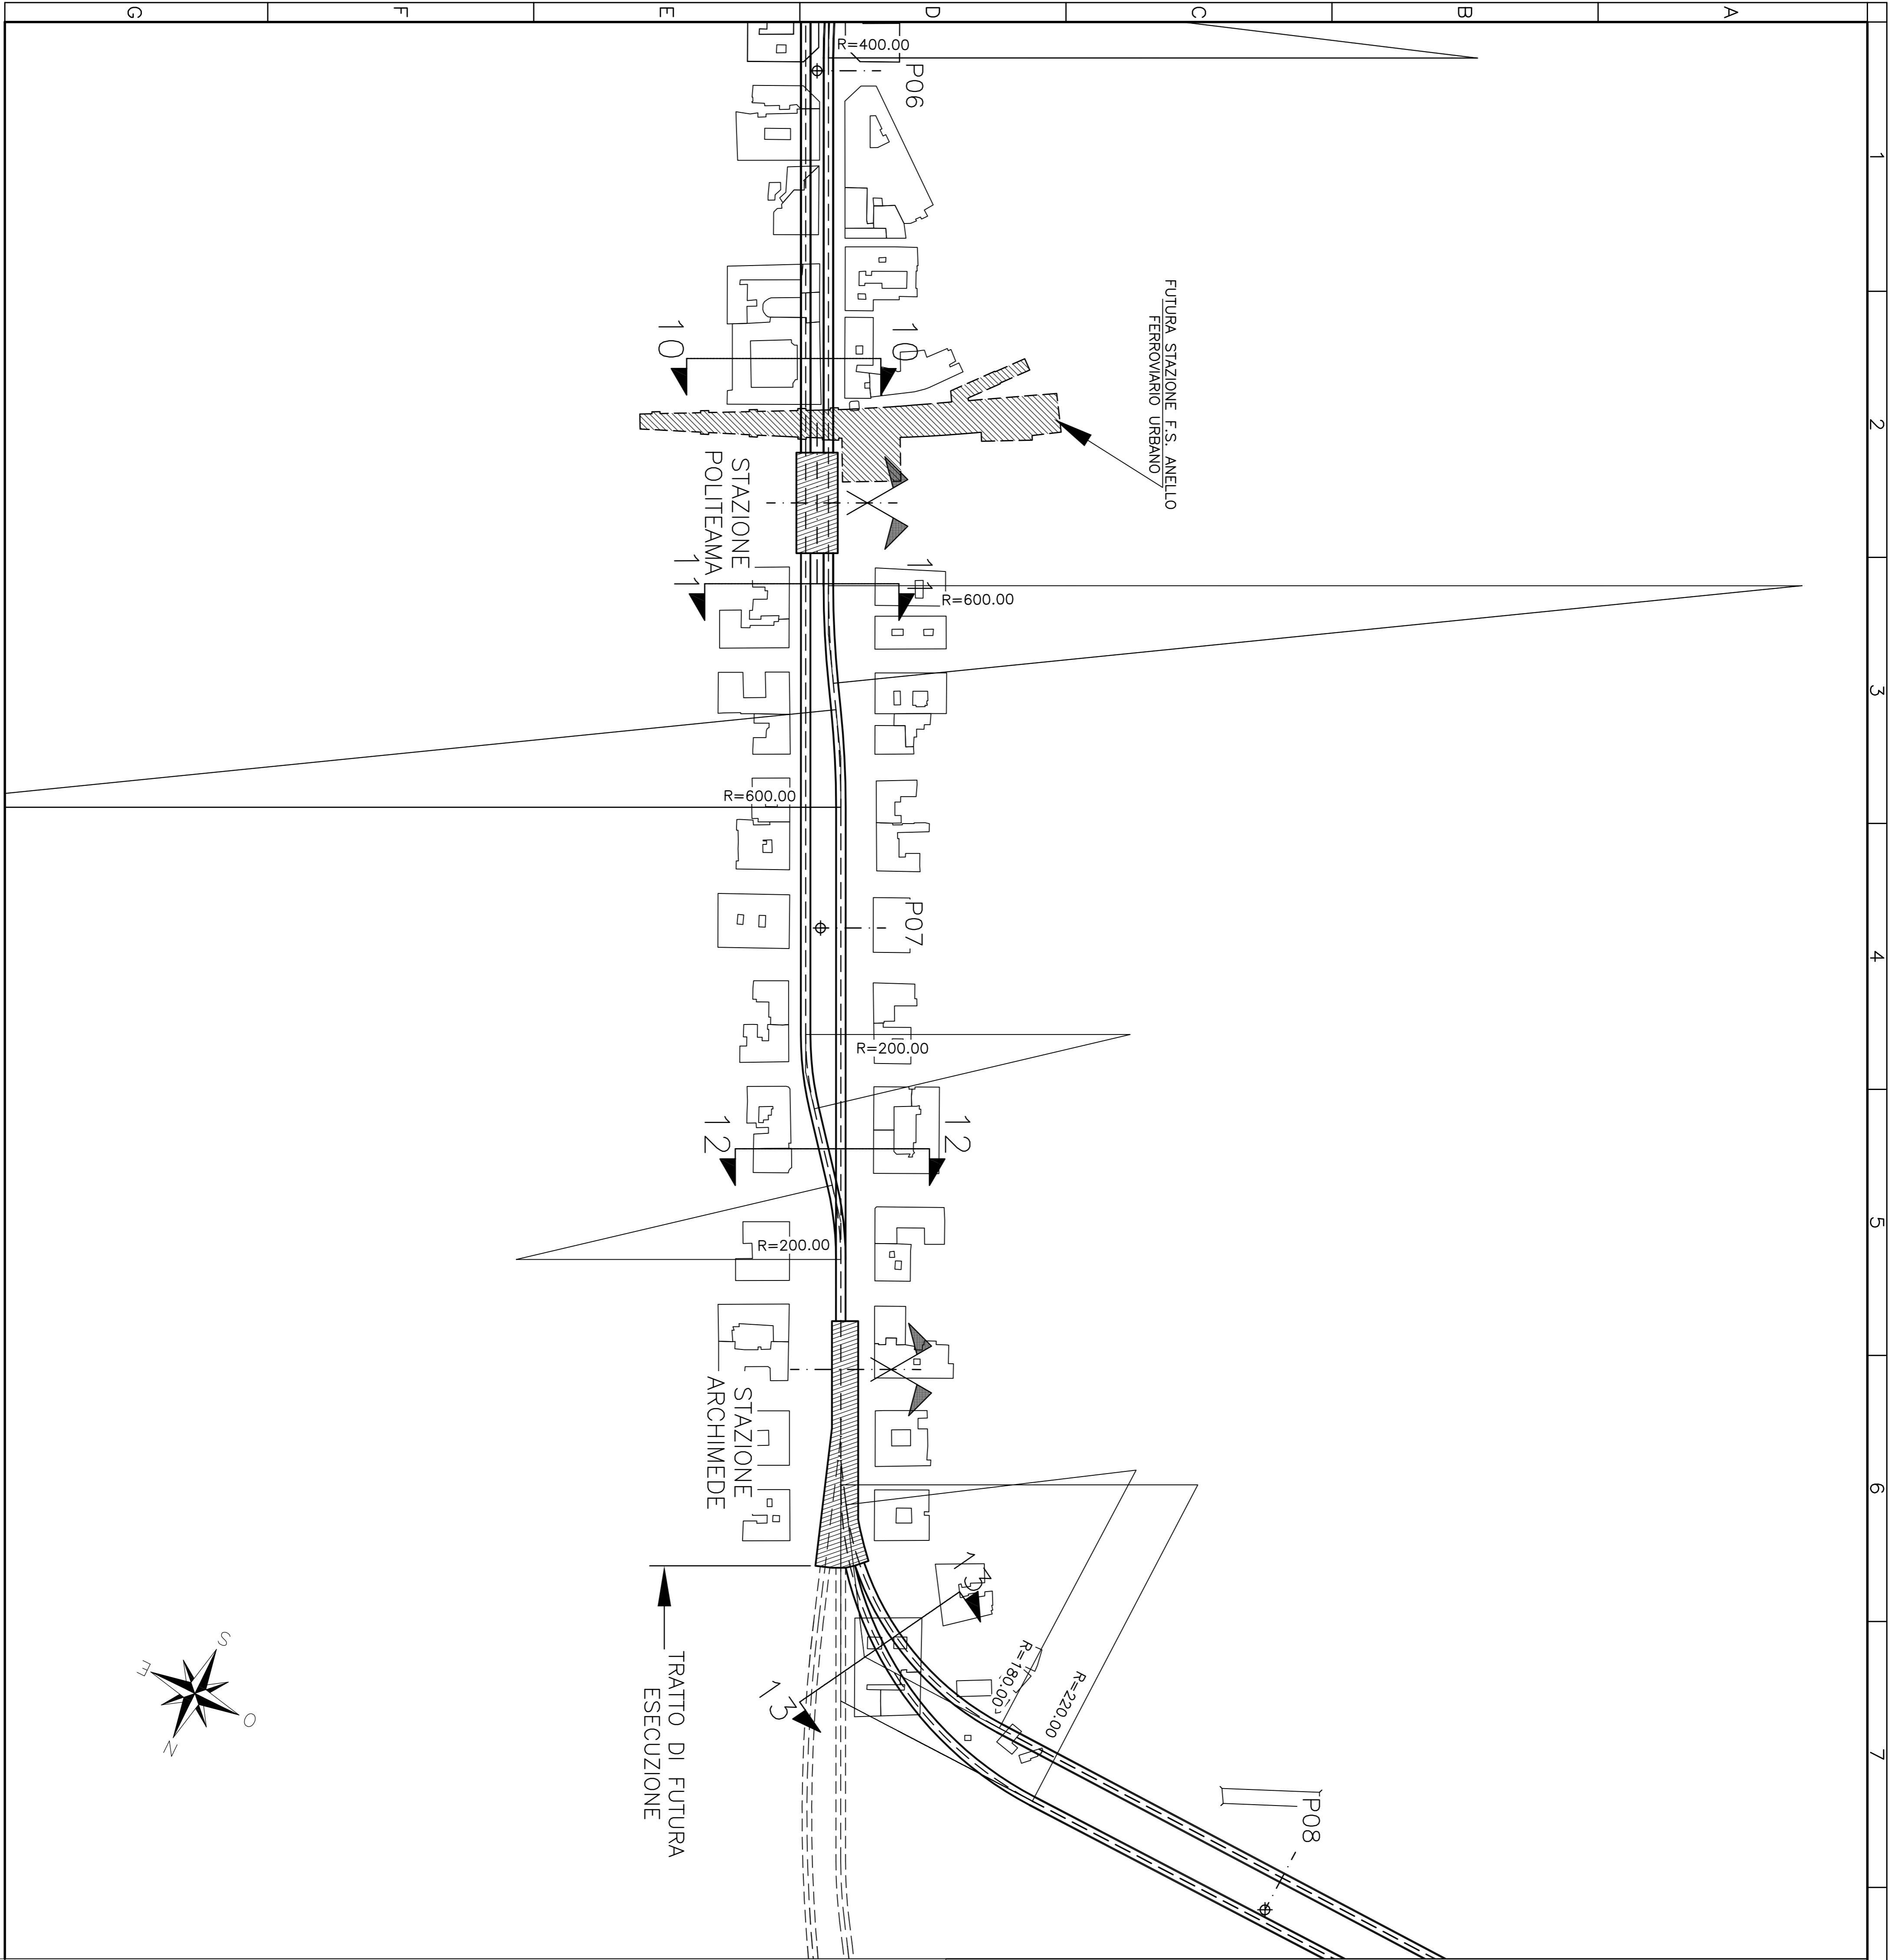 G
F
E
D
C
B
A
1
2
3
4
5
6
7
R=400.00
P06
FUTURA STAZIONE F.S. ANELLO
FERROVIARIO URBANO
10
10
STAZIONE
POLITEAMA
11
11
R=600.00
R=600.00
P07
R=200.00
12
12
R=200.00
STAZIONE
ARCHIMEDE
13
13
R=180.00
R=220.00
TRATTO DI FUTURA
ESECUZIONE
P08
S
E
O
N